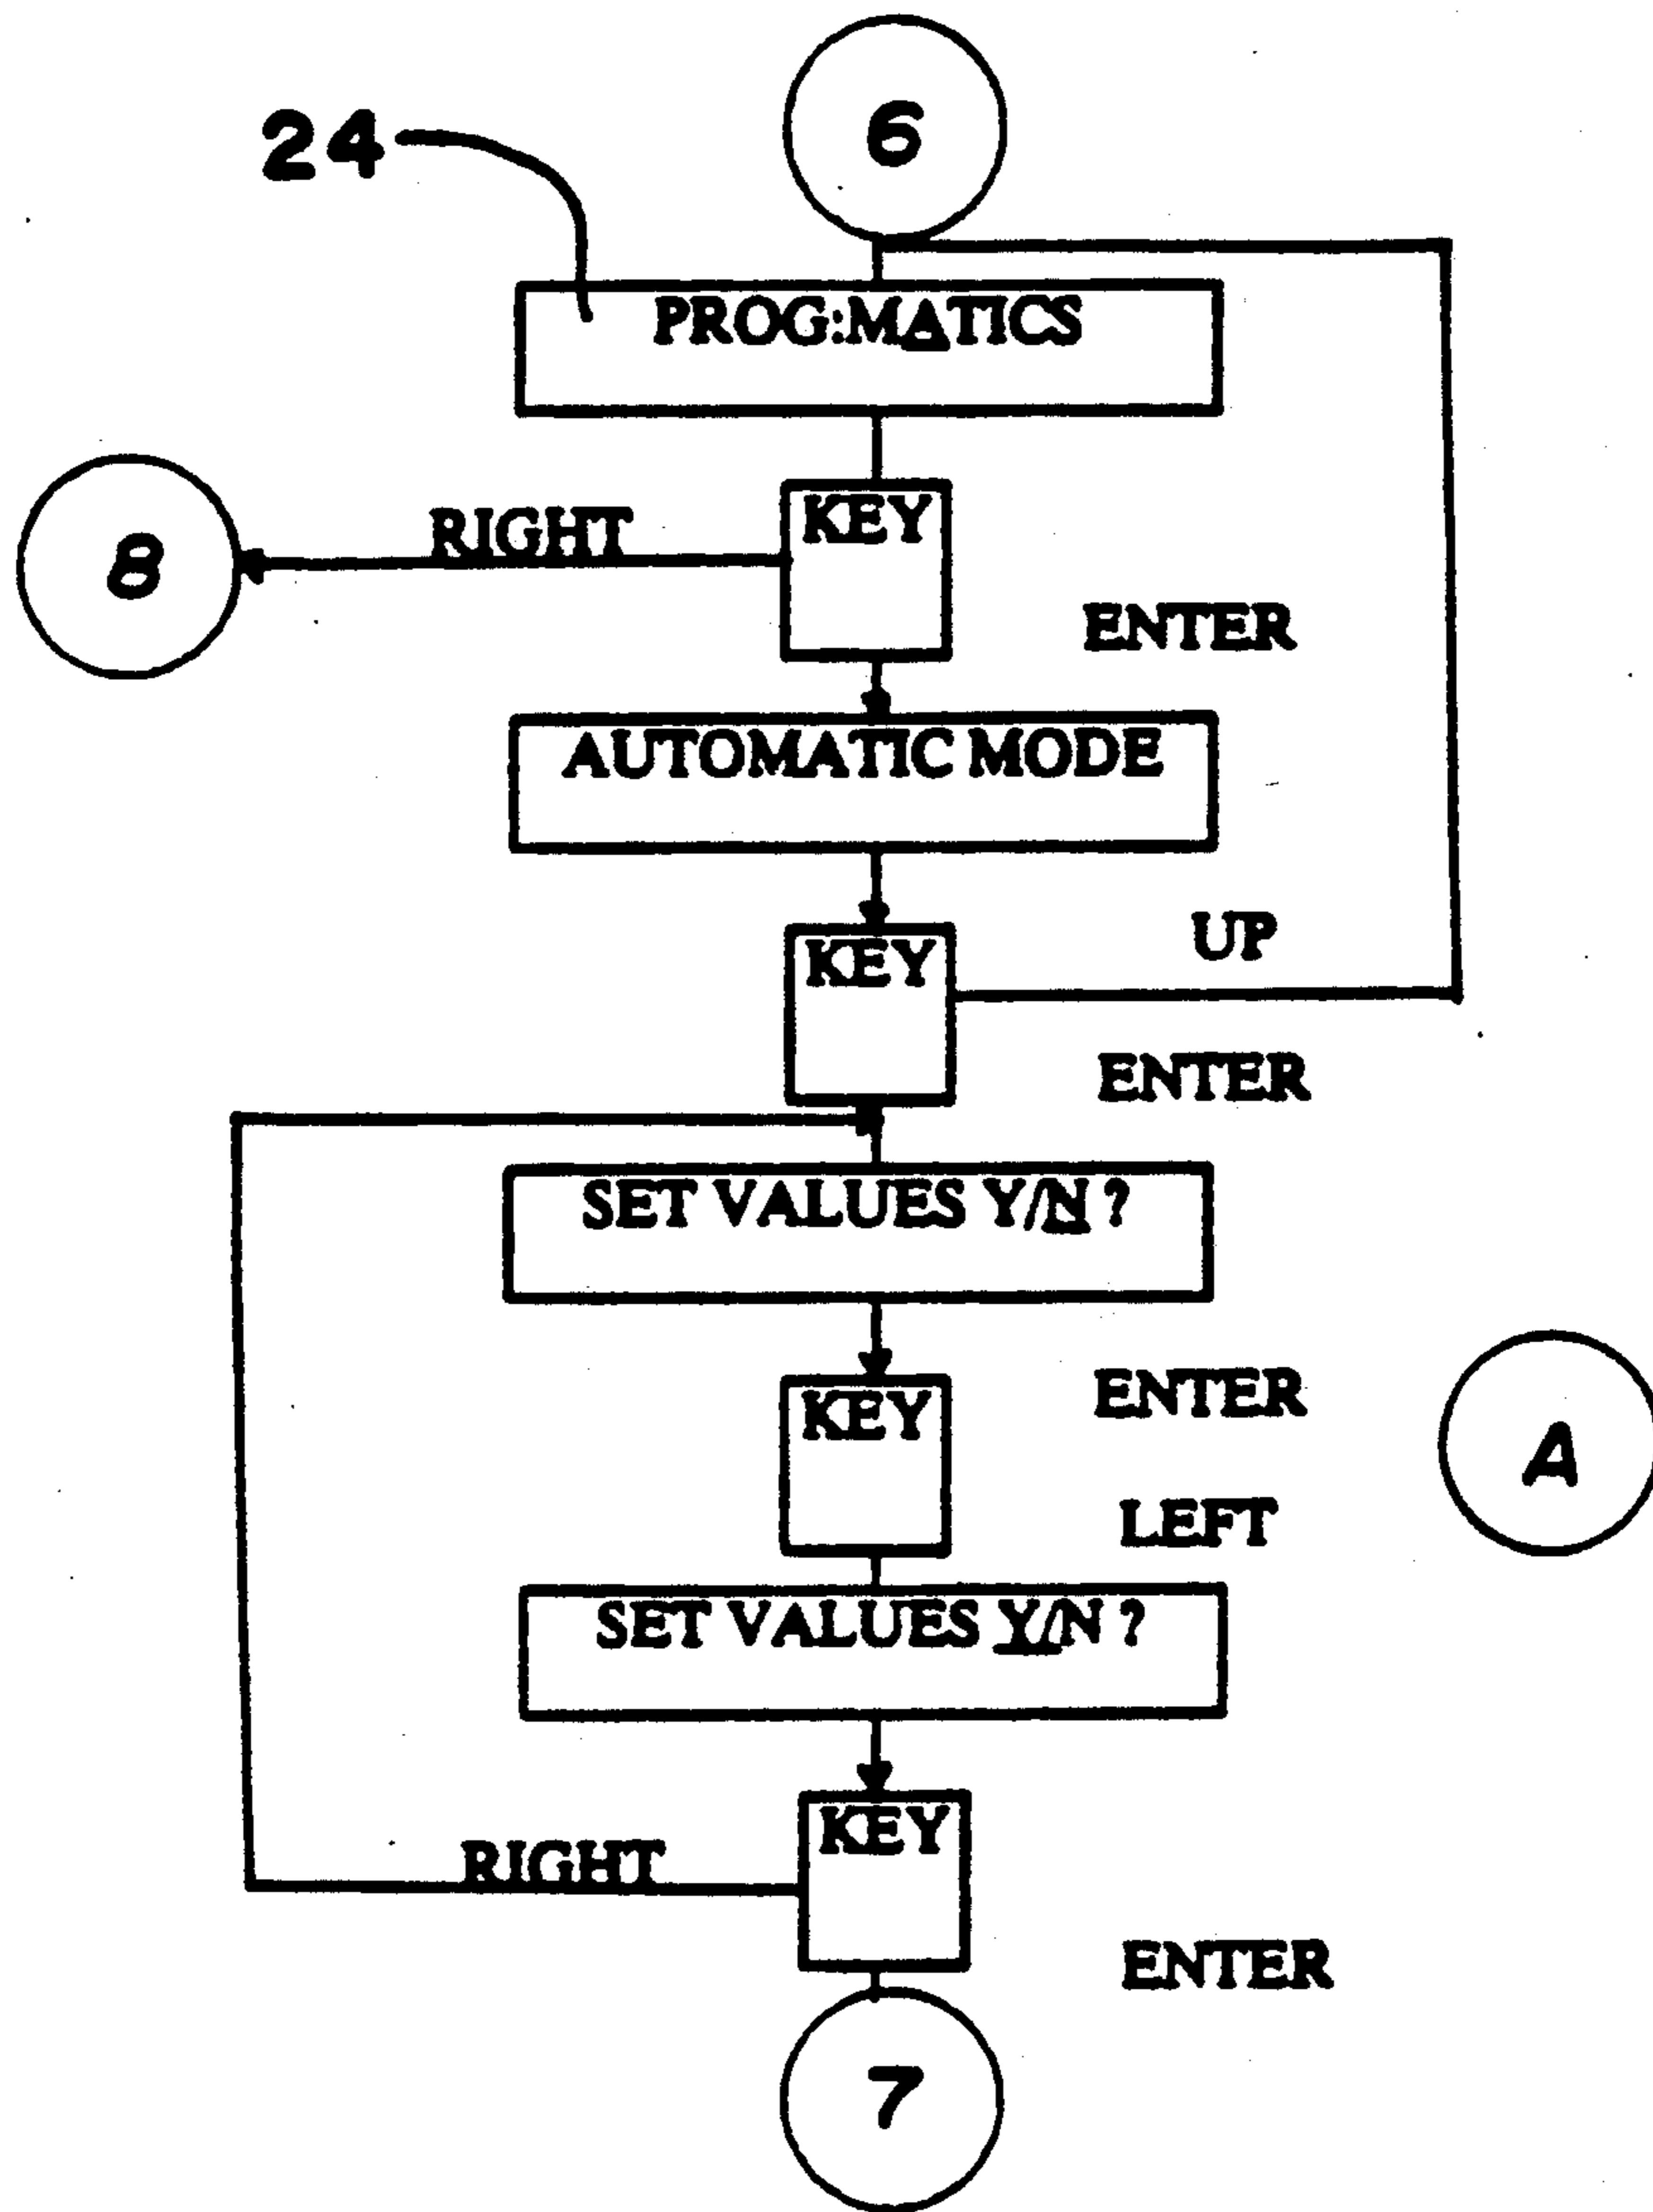 6
24
PROG:MATICS
KEY
RIGHT
8
ENTER
AUTOMATIC MODE
KEY
UP
ENTER
SET VALUES Y/N ?
KEY
ENTER
A
LEFT
SET VALUES Y/N ?
KEY
RIGHT
ENTER
7